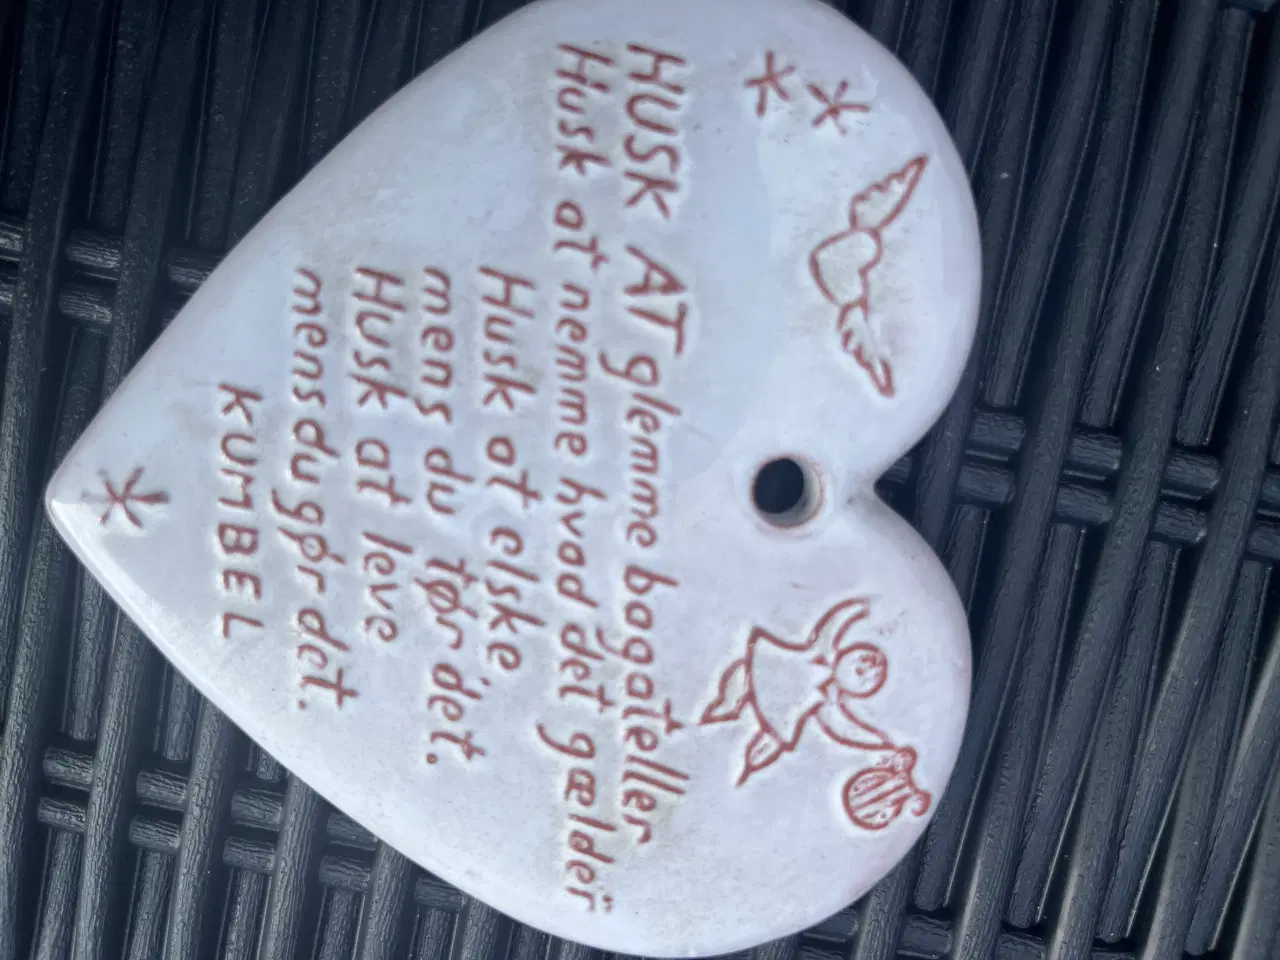 HUSK AT glemme bagateller
Husk at nemme hvad det gælder
Husk at elske
mens du tør det.
Husk at leve
mens du gør det.
KUMBEL